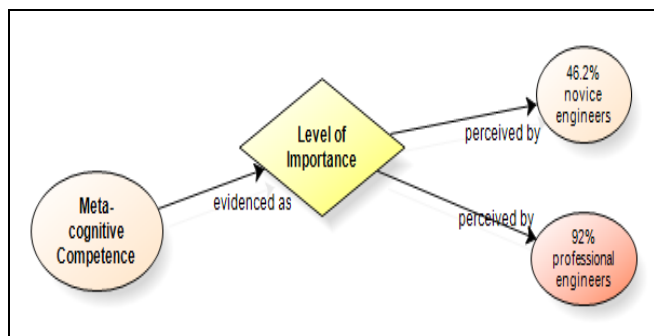 46.2%
novice
engineers
perceived by
Level of
Importance
Meta-
cognitive
Competence
evidenced as
perceived by
92%
professional
engineers